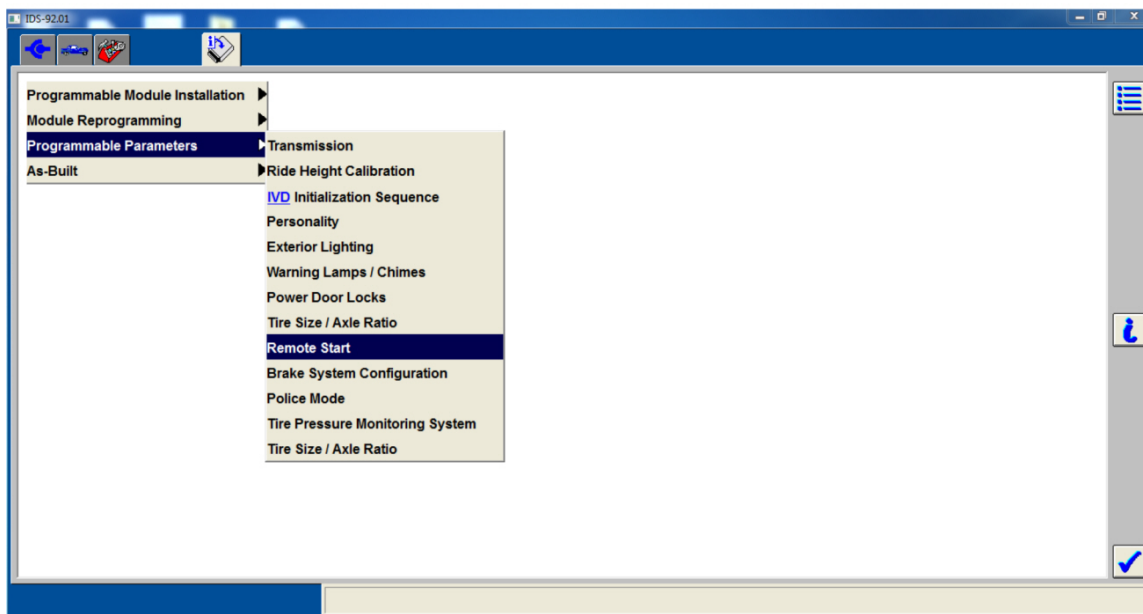 IDS-92.01
Programmable Module Installation
Module Reprogramming
Programmable Parameters
As-Built
Transmission
Ride Height Calibration
IVD Initialization Sequence
Personality
Exterior Lighting
Warning Lamps / Chimes
Power Door Locks
Tire Size / Axle Ratio
Remote Start
Brake System Configuration
Police Mode
Tire Pressure Monitoring System
Tire Size / Axle Ratio